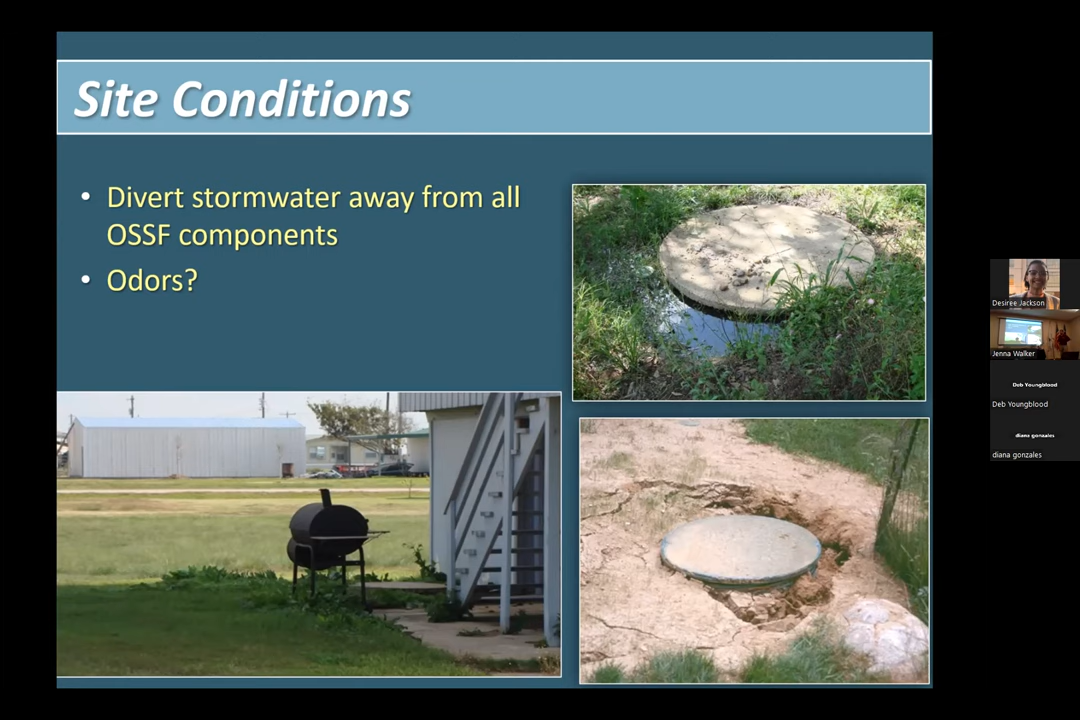 Site Conditions
• Divert stormwater away from all
OSSF components
• Odors?
Desiree Jackson
Jenna Walker
Deb Youngblood
Deb Youngblood
diana gonzales
diana gonzales